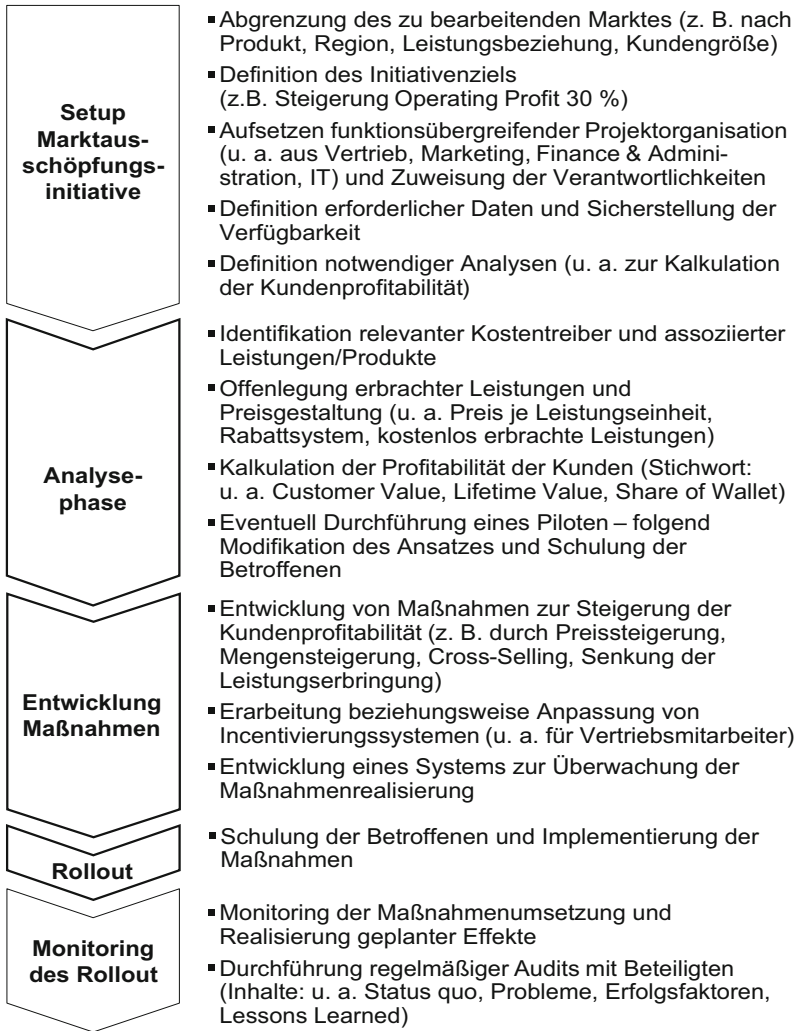 Setup
Marktaus-
schöpfungs-
initiative
▪Abgrenzung des zu bearbeitenden Marktes (z. B. nach
Produkt, Region, Leistungsbeziehung, Kundengröße)
▪Definition des Initiativenziels
(z.B. Steigerung Operating Profit 30 %)
▪Aufsetzen funktionsübergreifender Projektorganisation
(u. a. aus Vertrieb, Marketing, Finance & Admini-
stration, IT) und Zuweisung der Verantwortlichkeiten
▪Definition erforderlicher Daten und Sicherstellung der
Verfügbarkeit
▪Definition notwendiger Analysen (u. a. zur Kalkulation
der Kundenprofitabilität)
Analyse-
phase
▪Identifikation relevanter Kostentreiber und assoziierter
Leistungen/Produkte
▪Offenlegung erbrachter Leistungen und
Preisgestaltung (u. a. Preis je Leistungseinheit,
Rabattsystem, kostenlos erbrachte Leistungen)
▪Kalkulation der Profitabilität der Kunden (Stichwort:
u. a. Customer Value, Lifetime Value, Share of Wallet)
▪Eventuell Durchführung eines Piloten – folgend
Modifikation des Ansatzes und Schulung der
Betroffenen
Entwicklung
Maßnahmen
▪Entwicklung von Maßnahmen zur Steigerung der
Kundenprofitabilität (z. B. durch Preissteigerung,
Mengensteigerung, Cross-Selling, Senkung der
Leistungserbringung)
▪Erarbeitung beziehungsweise Anpassung von
Incentivierungssystemen (u. a. für Vertriebsmitarbeiter)
▪Entwicklung eines Systems zur Überwachung der
Maßnahmenrealisierung
Rollout
▪Schulung der Betroffenen und Implementierung der
Maßnahmen
Monitoring
des Rollout
▪Monitoring der Maßnahmenumsetzung und
Realisierung geplanter Effekte
▪Durchführung regelmäßiger Audits mit Beteiligten
(Inhalte: u. a. Status quo, Probleme, Erfolgsfaktoren,
Lessons Learned)